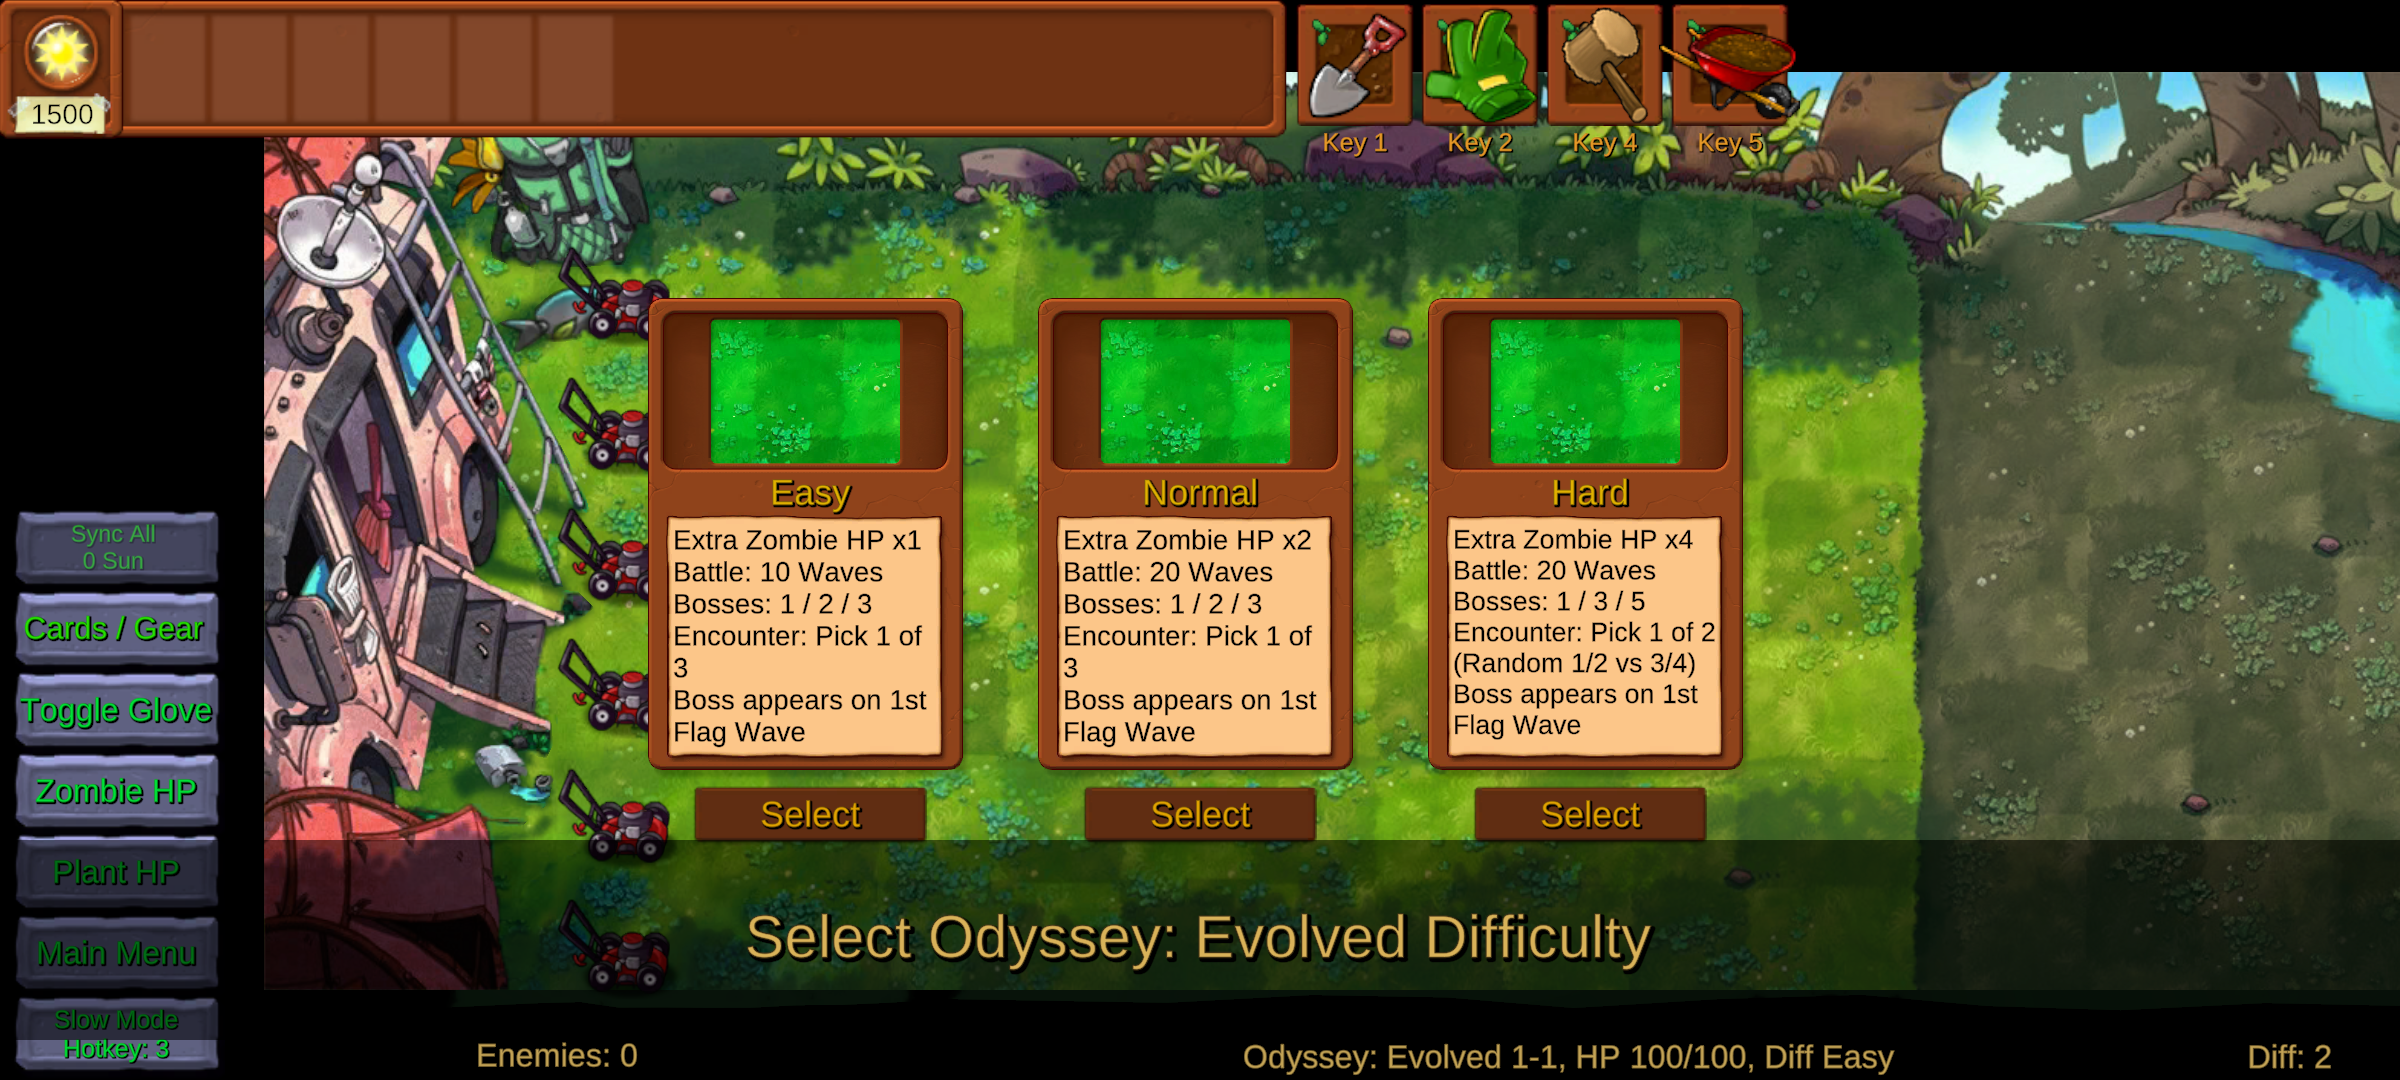 1500
Key 1
Key 2
Key 4
Key 5
Sync All
0 Sun
Cards / Gear
Toggle Glove
Zombie HP
Plant HP
Main Menu
Slow Mode
Hotkey: 3
Easy
Extra Zombie HP x1
Battle: 10 Waves
Bosses: 1 / 2 / 3
Encounter: Pick 1 of
3
Boss appears on 1st
Flag Wave
Select
Normal
Extra Zombie HP x2
Battle: 20 Waves
Bosses: 1 / 2 / 3
Encounter: Pick 1 of
3
Boss appears on 1st
Flag Wave
Select
Hard
Extra Zombie HP x4
Battle: 20 Waves
Bosses: 1 / 3 / 5
Encounter: Pick 1 of 2
(Random 1/2 vs 3/4)
Boss appears on 1st
Flag Wave
Select
Select Odyssey: Evolved Difficulty
Enemies: 0
Odyssey: Evolved 1-1, HP 100/100, Diff Easy
Diff: 2